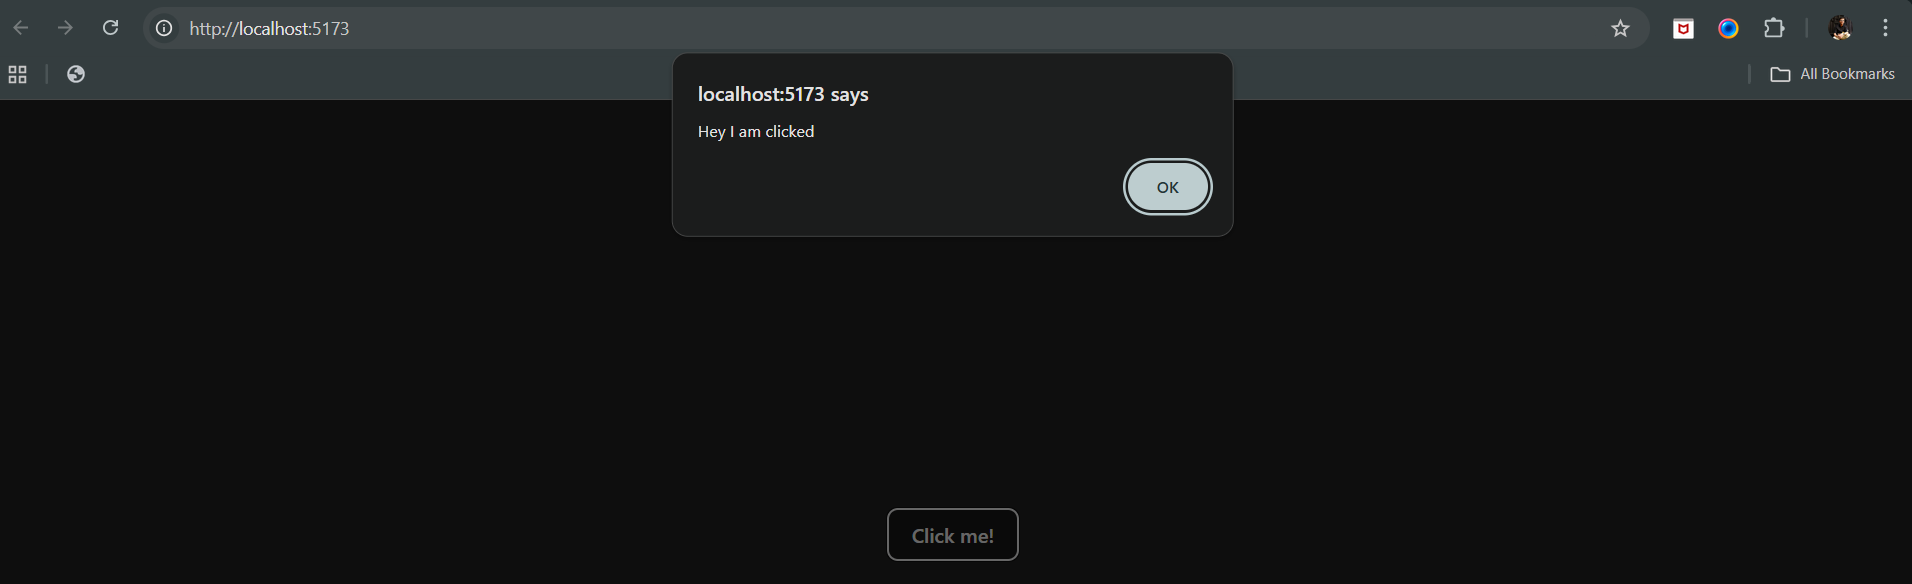 http://localhost:5173
All Bookmarks
localhost:5173 says
Hey I am clicked
OK
Click me!